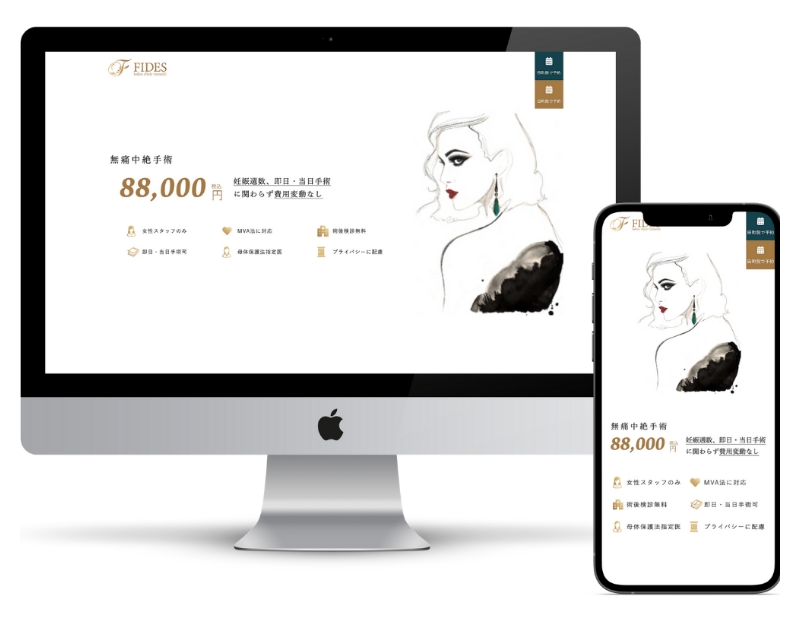 FIDES
無痛中絶手術
88,000
税込
円
妊娠週数、即日・当日手術
に関わらず費用変動なし
女性スタッフのみ
MVA法に対応
術後検診無料
即日・当日手術可
母体保護法指定医
プライバシーに配慮
FIDES
無痛中絶手術
88,000
税込
円
妊娠週数、即日・当日手術
に関わらず費用変動なし
女性スタッフのみ
MVA法に対応
術後検診無料
即日・当日手術可
母体保護法指定医
プライバシーに配慮